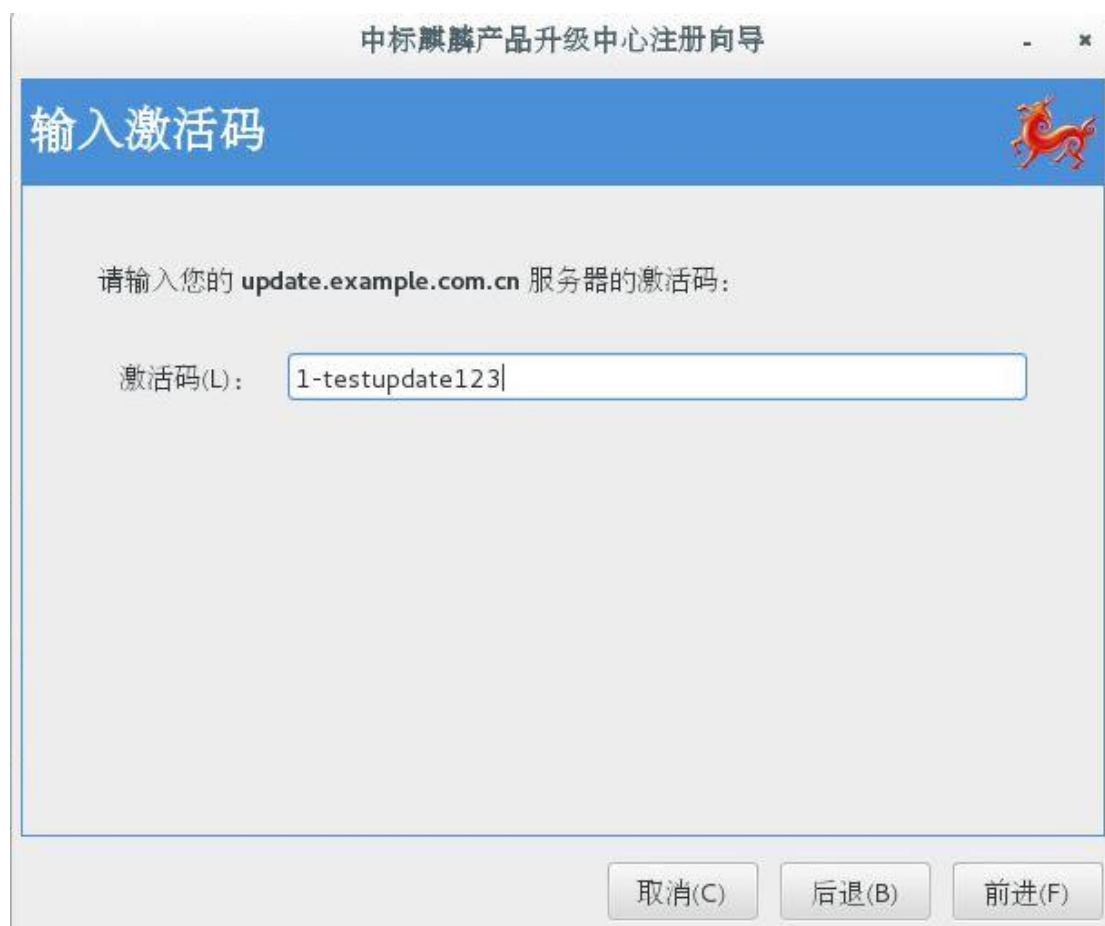 中标麒麟产品升级中心注册向导
输入激活码
请输入您的 update.example.com.cn 服务器的激活码：
激活码(L)： 1-testupdate123
取消(C) 后退(B) 前进(F)